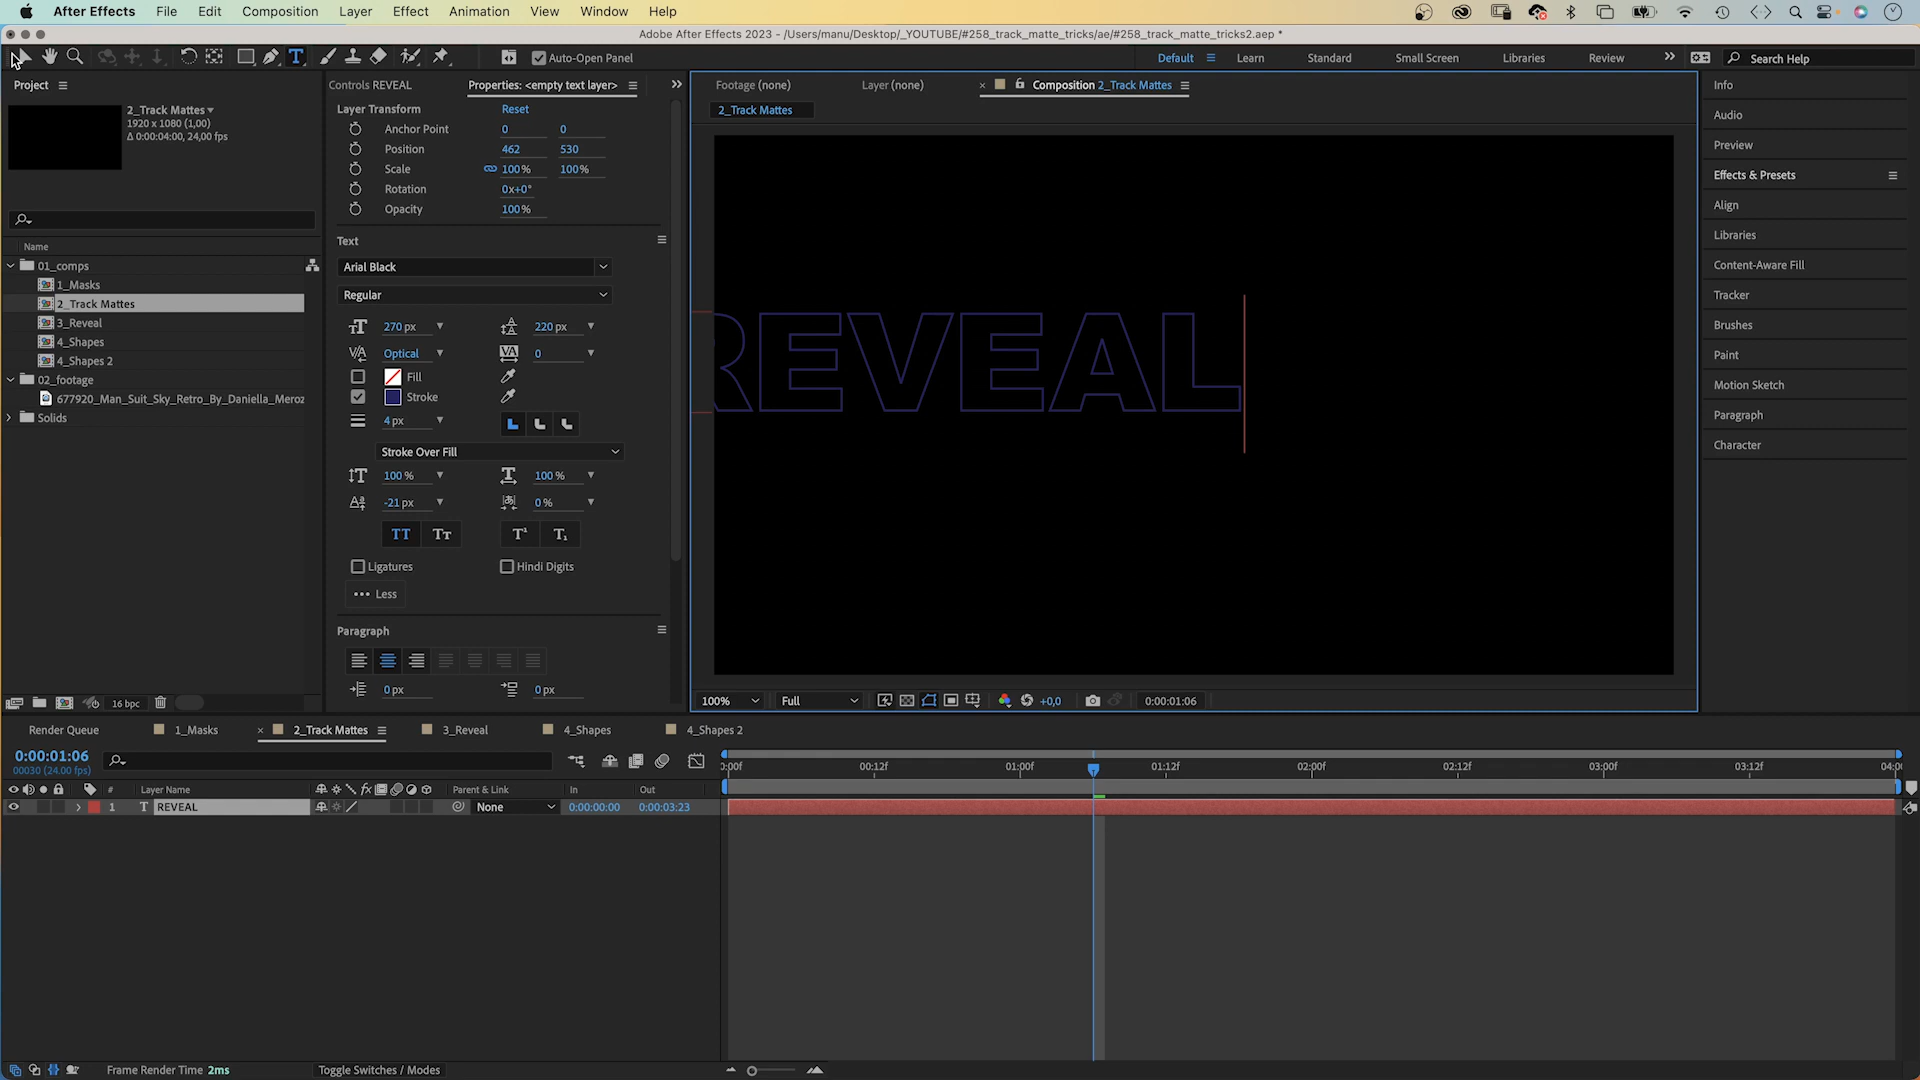 After Effects File Edit Composition Layer Effect Animation View Window Help
Adobe After Effects 2023 - /Users/manu/Desktop/_YOUTUBE/#258_track_matte_tricks/ae/#258_track_matte_tricks2.aep *
T Auto-Open Panel Default Learn Standard Small Screen Libraries Review Search Help
Project
2_Track Mattes
1920 x 1080 (1,00)
Δ 0:00:04:00, 24,00 fps
Name
01_comps
1_Masks
2_Track Mattes
3_Reveal
4_Shapes
4_Shapes 2
02_footage
677920_Man_Suit_Sky_Retro_By_Daniella_Meroz
Solids
16 bpc
Controls REVEAL Properties: <empty text layer>
Layer Transform Reset
Anchor Point 0 0
Position 462 530
Scale 100% 100%
Rotation 0x+0°
Opacity 100%
Text
Arial Black
Regular
270 px 220 px
Optical 0
Fill
Stroke
4 px
Stroke Over Fill
100 % 100 %
-21 px 0 %
TT Tт T¹ T₁
Ligatures Hindi Digits
Less
Paragraph
0 px 0 px
Footage (none) Layer (none) Composition 2_Track Mattes
2_Track Mattes
REVEAL
100% Full +0,0 0:00:01:06
Info
Audio
Preview
Effects & Presets
Align
Libraries
Content-Aware Fill
Tracker
Brushes
Paint
Motion Sketch
Paragraph
Character
Render Queue 1_Masks 2_Track Mattes 3_Reveal 4_Shapes 4_Shapes 2
0:00:01:06
00030 (24.00 fps)
:00f 00:12f 01:00f 01:12f 02:00f 02:12f 03:00f 03:12f 04:0
# Layer Name fx Parent & Link In Out
1 T REVEAL None 0:00:00:00 0:00:03:23
Frame Render Time 2ms Toggle Switches / Modes